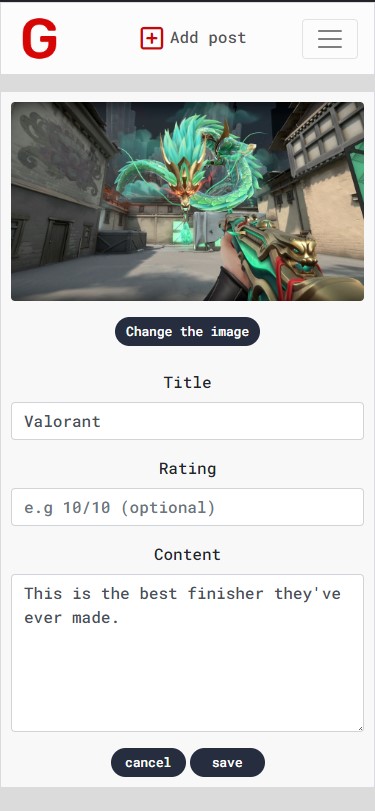 G
Add post
Change the image
Title
Valorant
Rating
e.g 10/10 (optional)
Content
This is the best finisher they've
ever made.
cancel
save